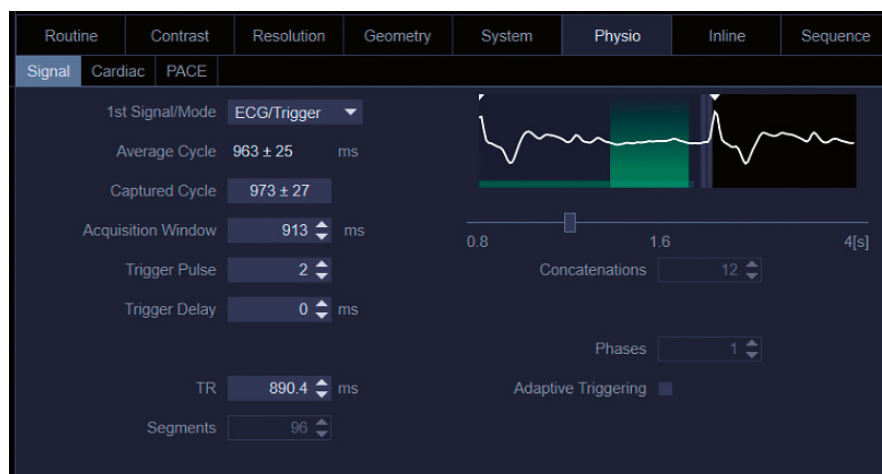 Routine Contrast Resolution Geometry System Physio Inline Sequence
Signal Cardiac PACE
1st Signal/Mode ECG/Trigger
Average Cycle 963 ± 25 ms
Captured Cycle 973 ± 27
Acquisition Window 913 ms
0.8 1.6 4[s]
Trigger Pulse 2
Concatenations 12
Trigger Delay 0 ms
Phases 1
TR 890.4 ms
Adaptive Triggering
Segments 96